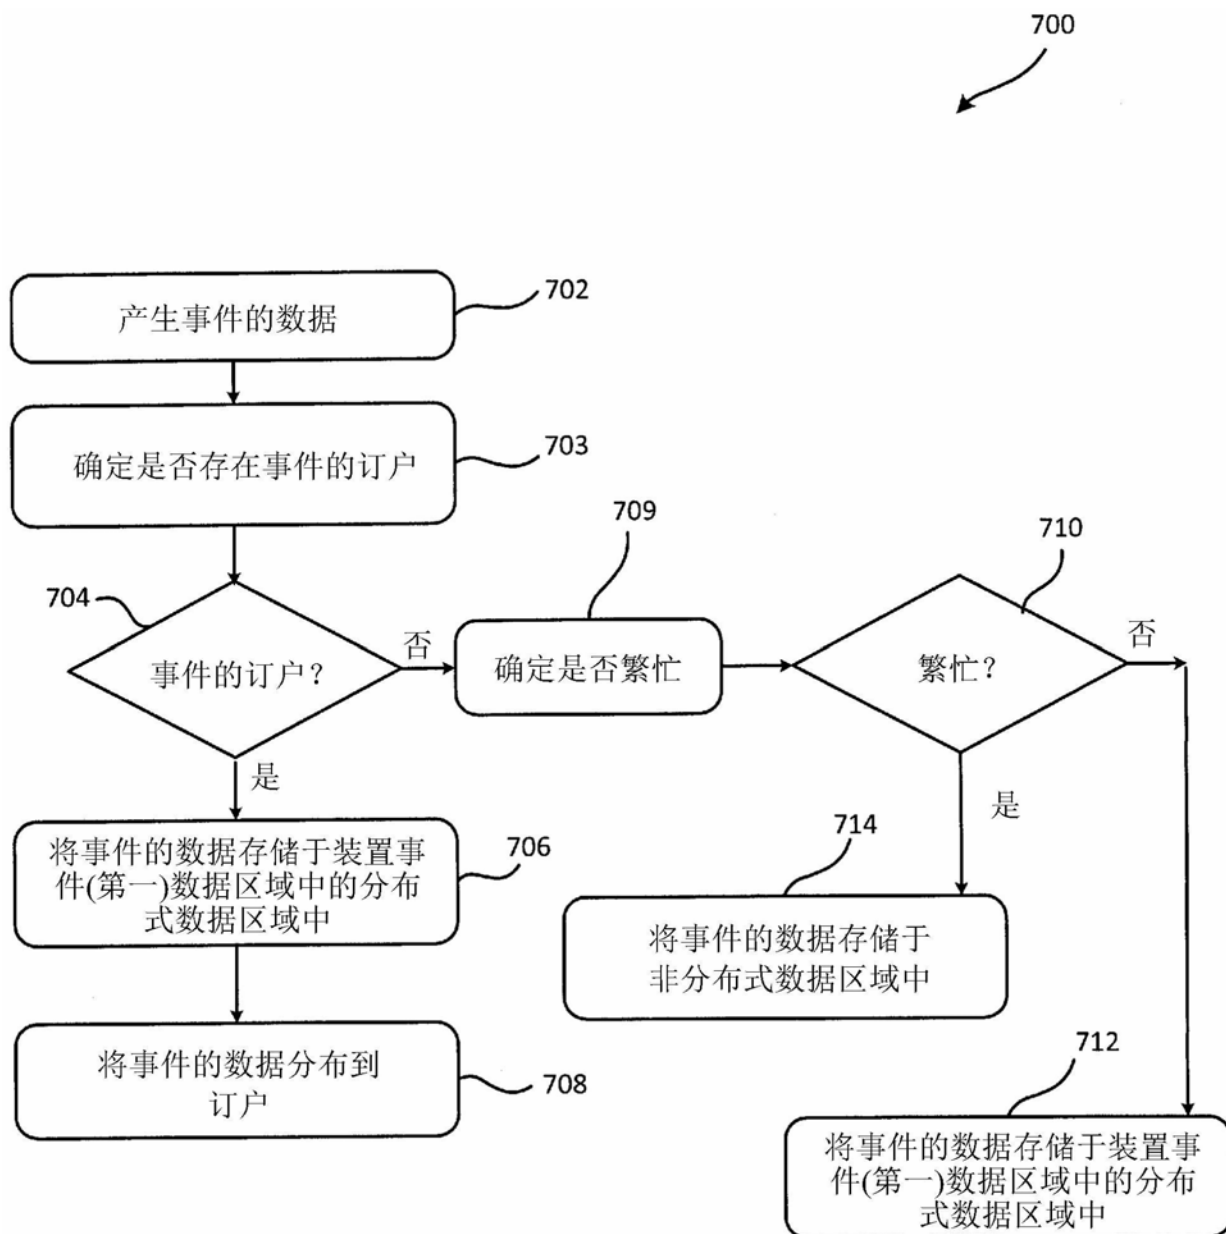 700
产生事件的数据
702
确定是否存在事件的订户
703
709
710
704
事件的订户？
否
确定是否繁忙
繁忙？
否
是
是
将事件的数据存储于装置事
件(第一)数据区域中的分布
式数据区域中
706
714
将事件的数据存储于
非分布式数据区域中
将事件的数据分布到
订户
708
712
将事件的数据存储于装置事
件(第一)数据区域中的分布
式数据区域中